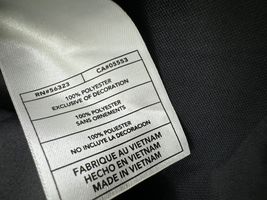 RN#56323 CA#05553
100% POLYESTER
EXCLUSIVE OF DECORATION
100% POLYESTER
SANS ORNEMENTS
100% POLIESTER
NO INCLUYE LA DECORACION
FABRIQUE AU VIETNAM
HECHO EN VIETNAM
MADE IN VIETNAM